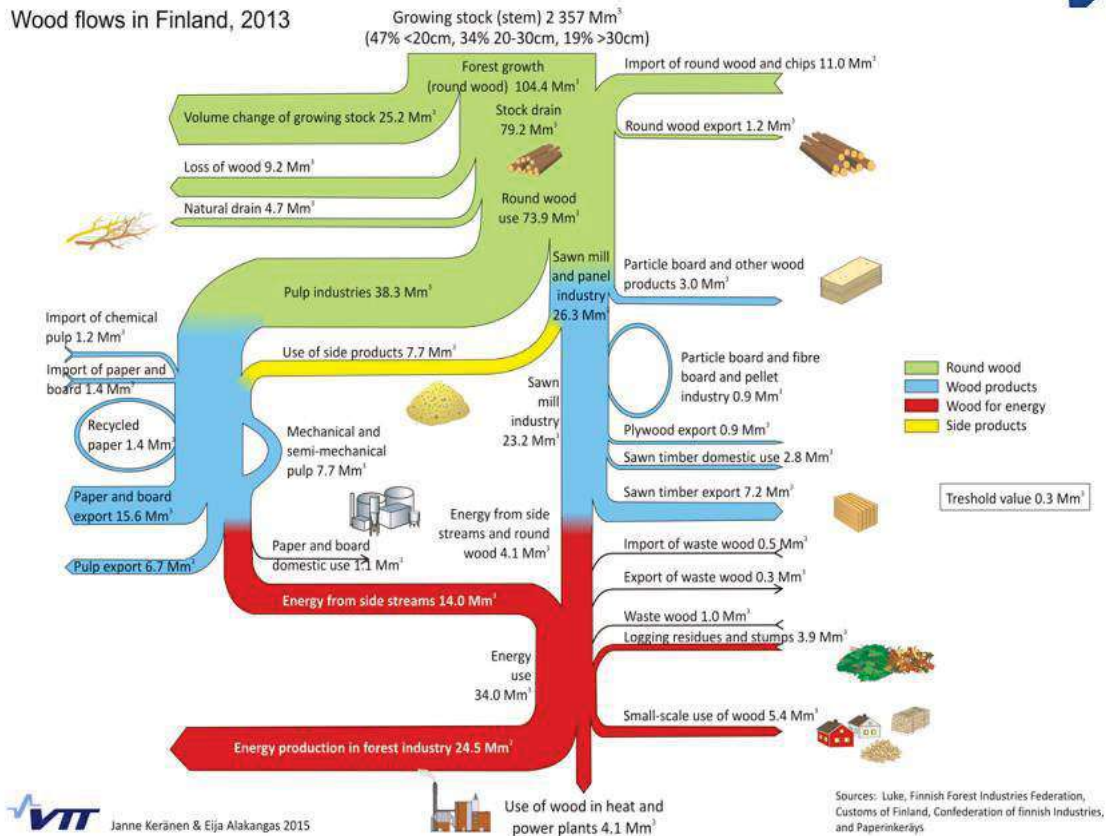 Wood flows in Finland, 2013
Growing stock (stem) 2 357 Mm³
(47% <20cm, 34% 20-30cm, 19% >30cm)
Forest growth
(round wood) 104.4 Mm³
Import of round wood and chips 11.0 Mm³
Volume change of growing stock 25.2 Mm³
Stock drain
79.2 Mm³
Round wood export 1.2 Mm³
Loss of wood 9.2 Mm³
Natural drain 4.7 Mm³
Round wood
use 73.9 Mm³
Pulp industries 38.3 Mm³
Sawn mill
and panel
industry
26.3 Mm³
Particle board and other wood
products 3.0 Mm³
Import of chemical
pulp 1.2 Mm³
Import of paper and
board 1.4 Mm³
Use of side products 7.7 Mm³
Particle board and fibre
board and pellet
industry 0.9 Mm³
Round wood
Wood products
Wood for energy
Side products
Recycled
paper 1.4 Mm³
Mechanical and
semi-mechanical
pulp 7.7 Mm³
Sawn
mill
industry
23.2 Mm³
Plywood export 0.9 Mm³
Sawn timber domestic use 2.8 Mm³
Sawn timber export 7.2 Mm³
Treshold value 0.3 Mm³
Paper and board
export 15.6 Mm³
Pulp export 6.7 Mm³
Paper and board
domestic use 1.1 Mm³
Energy from side
streams and round
wood 4.1 Mm³
Import of waste wood 0.5 Mm³
Export of waste wood 0.3 Mm³
Waste wood 1.0 Mm³
Logging residues and stumps 3.9 Mm³
Energy from side streams 14.0 Mm³
Energy
use
34.0 Mm³
Small-scale use of wood 5.4 Mm³
Energy production in forest industry 24.5 Mm³
Use of wood in heat and
power plants 4.1 Mm³
VTT
Janne Keränen & Eija Alakangas 2015
Sources: Luke, Finnish Forest Industries Federation,
Customs of Finland, Confederation of finnish Industries,
and Paperinkeräys